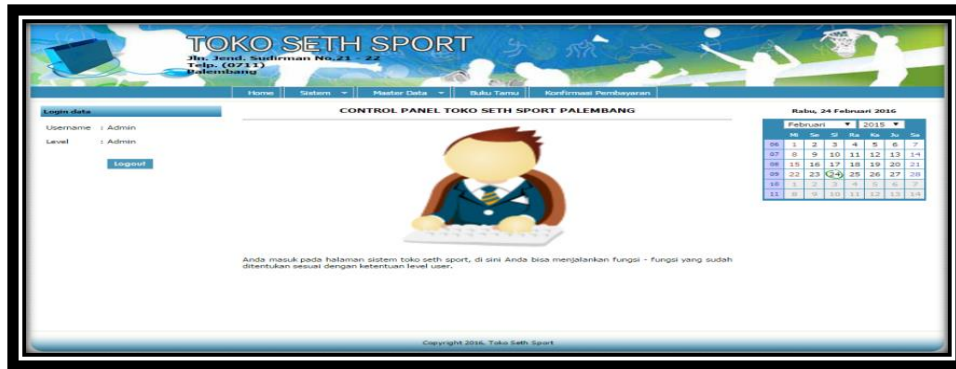 TOKO SETH SPORT
Jln. Jend. Sudirman No.21 - 22
Telp. (0711)
Palembang
Home Sistem Master Data Buku Tamu Konfirmasi Pembayaran
Login data
Username : Admin
Level : Admin
Logout
CONTROL PANEL TOKO SETH SPORT PALEMBANG
Anda masuk pada halaman sistem toko seth sport, di sini Anda bisa menjalankan fungsi - fungsi yang sudah
ditentukan sesuai dengan ketentuan level user.
Rabu, 24 Februari 2016
Februari 2015
Mi Se Sl Ra Ka Ju Sa
06 1 2 3 4 5 6 7
07 8 9 10 11 12 13 14
08 15 16 17 18 19 20 21
09 22 23 24 25 26 27 28
10 1 2 3 4 5 6 7
11 8 9 10 11 12 13 14
Copyright 2016, Toko Seth Sport